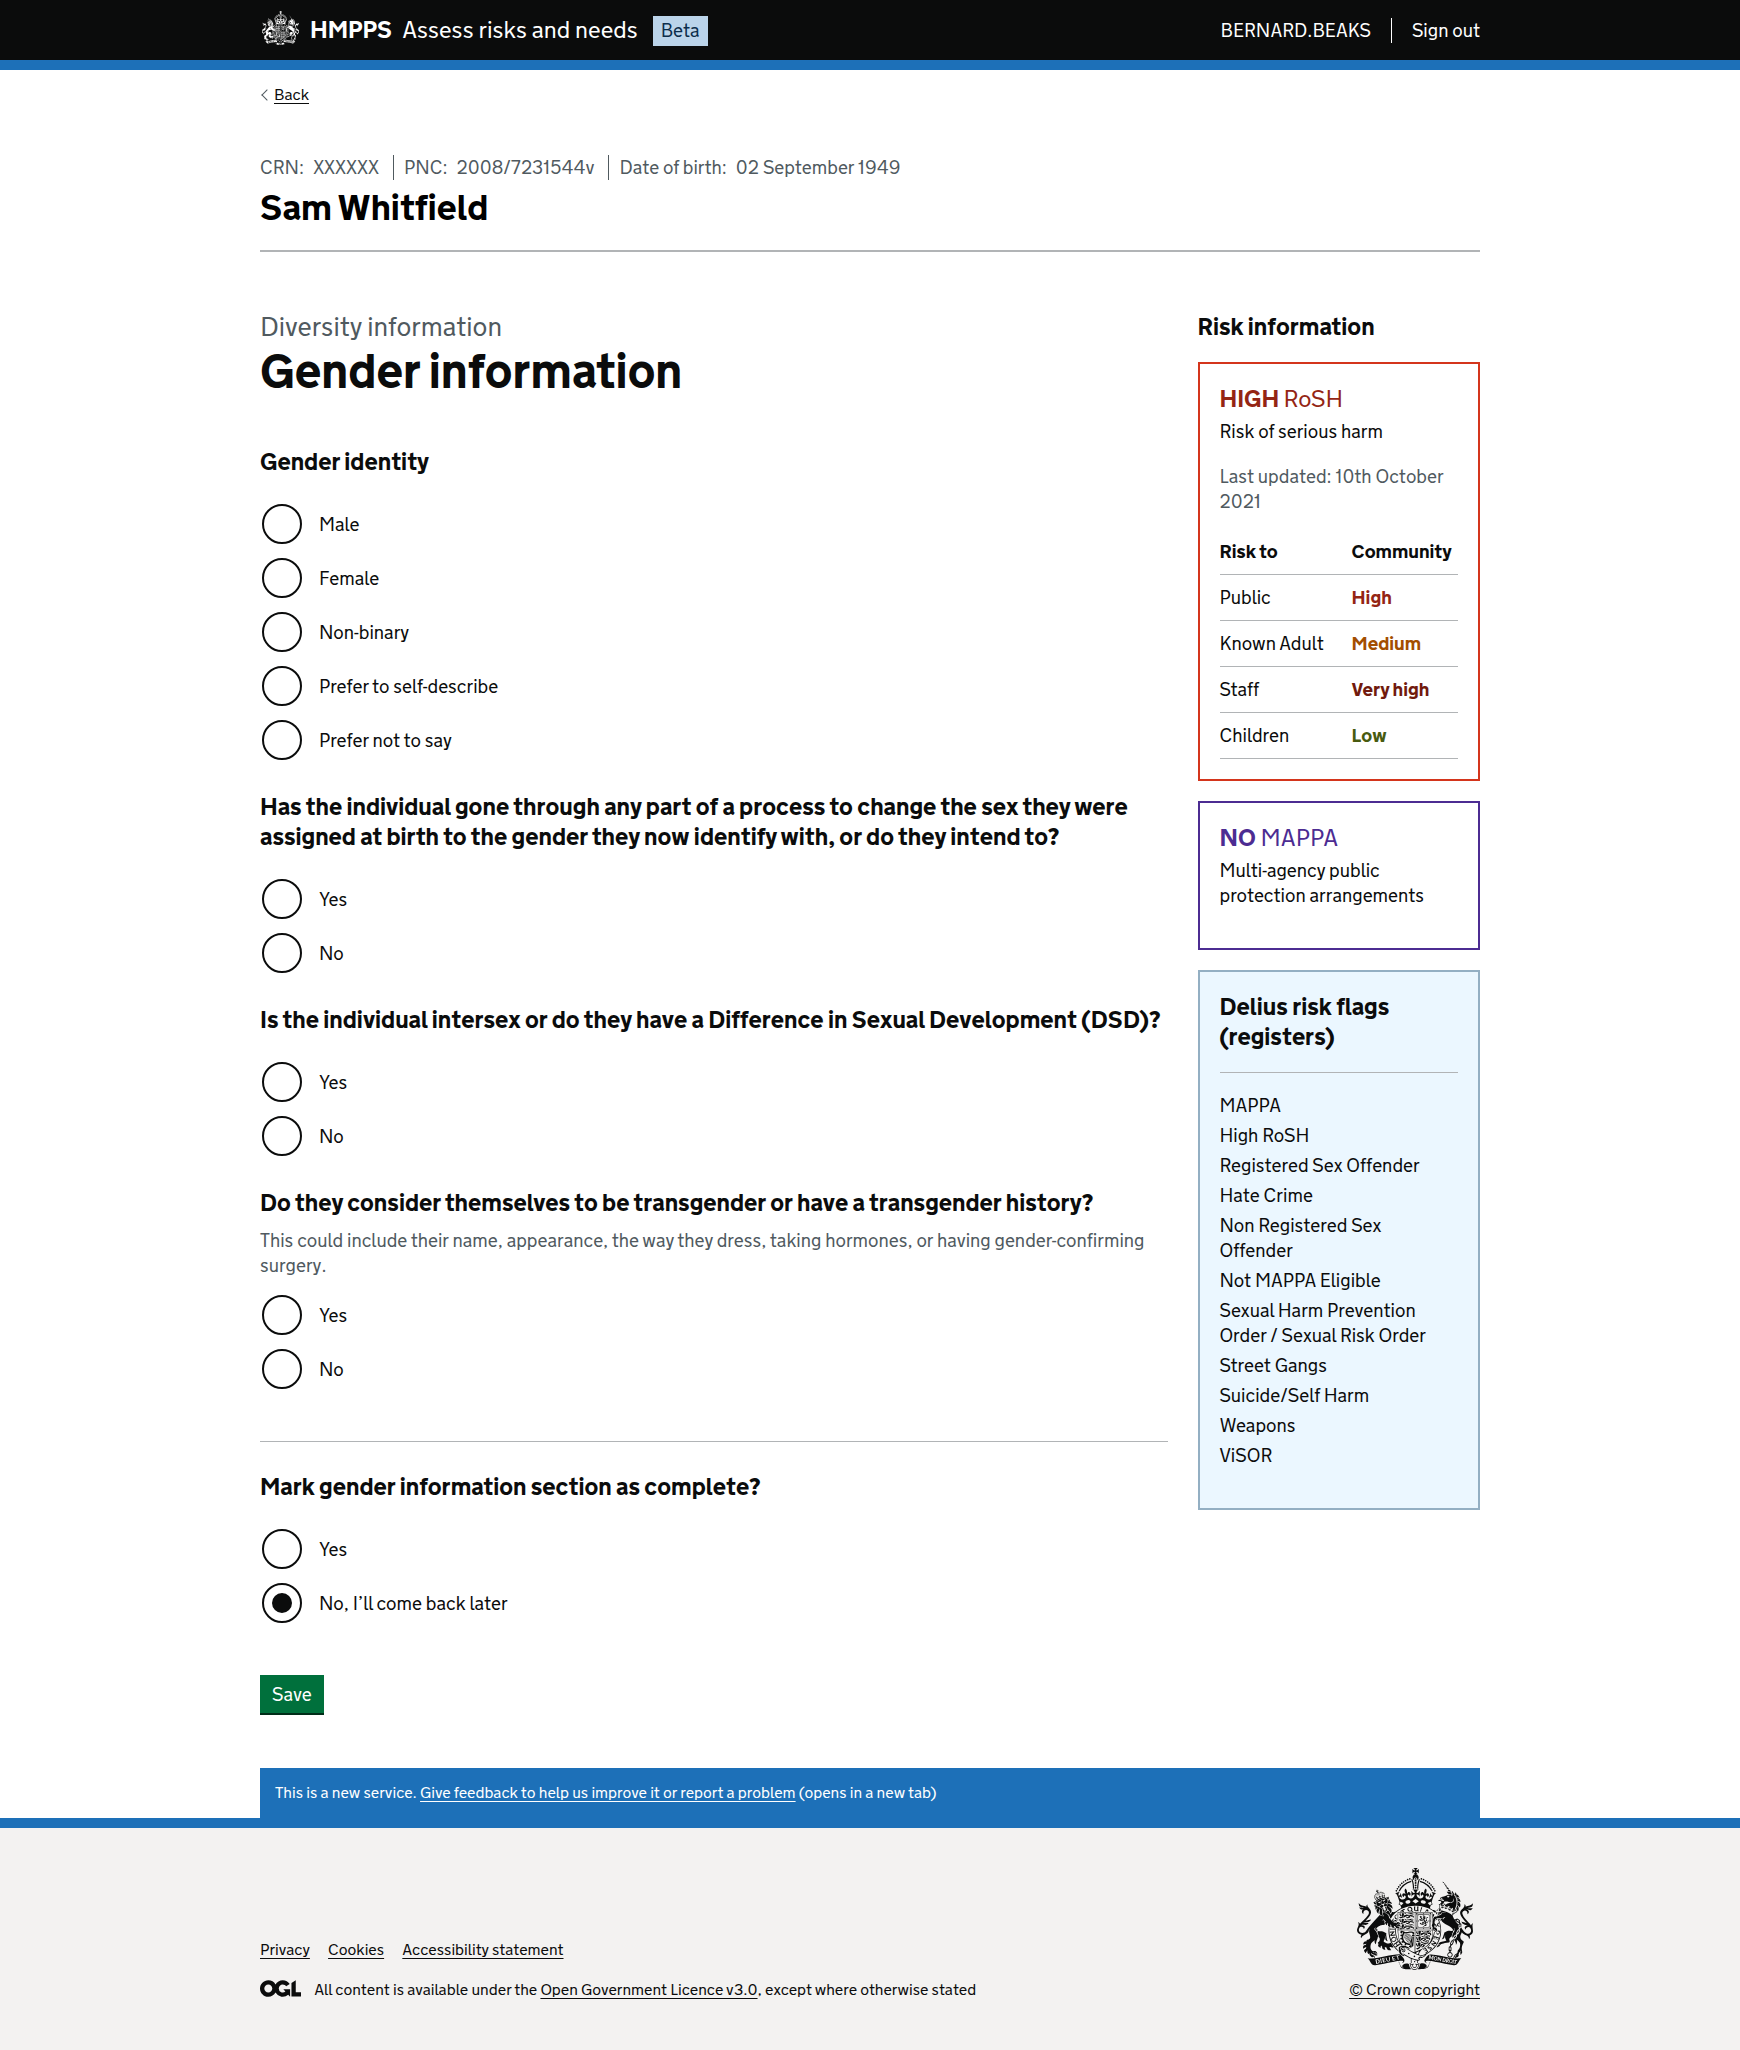 HMPPS Assess risks and needs Beta
BERNARD.BEAKS Sign out
Back
CRN: XXXXXX PNC: 2008/7231544v Date of birth: 02 September 1949
Sam Whitfield
Diversity information
Gender information
Gender identity
Male
Female
Non-binary
Prefer to self-describe
Prefer not to say
Has the individual gone through any part of a process to change the sex they were
assigned at birth to the gender they now identify with, or do they intend to?
Yes
No
Is the individual intersex or do they have a Difference in Sexual Development (DSD)?
Yes
No
Do they consider themselves to be transgender or have a transgender history?
This could include their name, appearance, the way they dress, taking hormones, or having gender-confirming
surgery.
Yes
No
Mark gender information section as complete?
Yes
No, I’ll come back later
Save
Risk information
HIGH RoSH
Risk of serious harm
Last updated: 10th October
2021
Risk to Community
Public High
Known Adult Medium
Staff Very high
Children Low
NO MAPPA
Multi-agency public
protection arrangements
Delius risk flags
(registers)
MAPPA
High RoSH
Registered Sex Offender
Hate Crime
Non Registered Sex
Offender
Not MAPPA Eligible
Sexual Harm Prevention
Order / Sexual Risk Order
Street Gangs
Suicide/Self Harm
Weapons
ViSOR
This is a new service. Give feedback to help us improve it or report a problem (opens in a new tab)
Privacy Cookies Accessibility statement
OGL All content is available under the Open Government Licence v3.0, except where otherwise stated
© Crown copyright